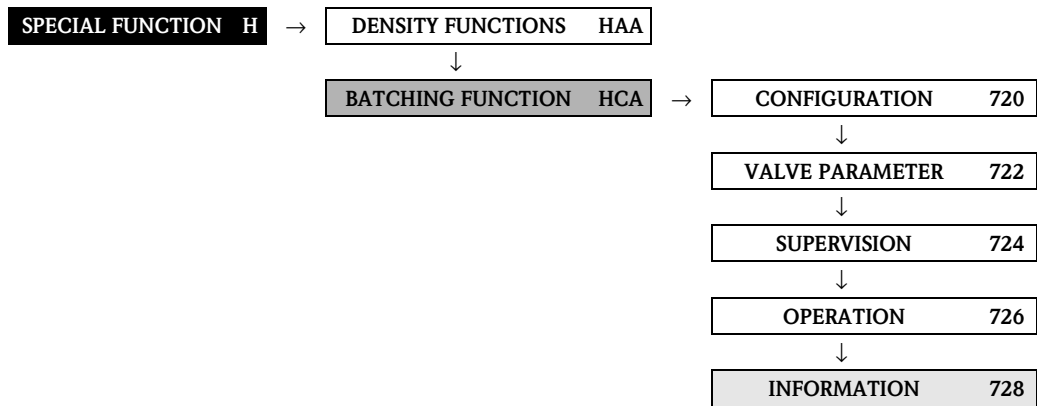 SPECIAL FUNCTION H → DENSITY FUNCTIONS HAA
↓
BATCHING FUNCTION HCA → CONFIGURATION 720
↓
VALVE PARAMETER 722
↓
SUPERVISION 724
↓
OPERATION 726
↓
INFORMATION 728